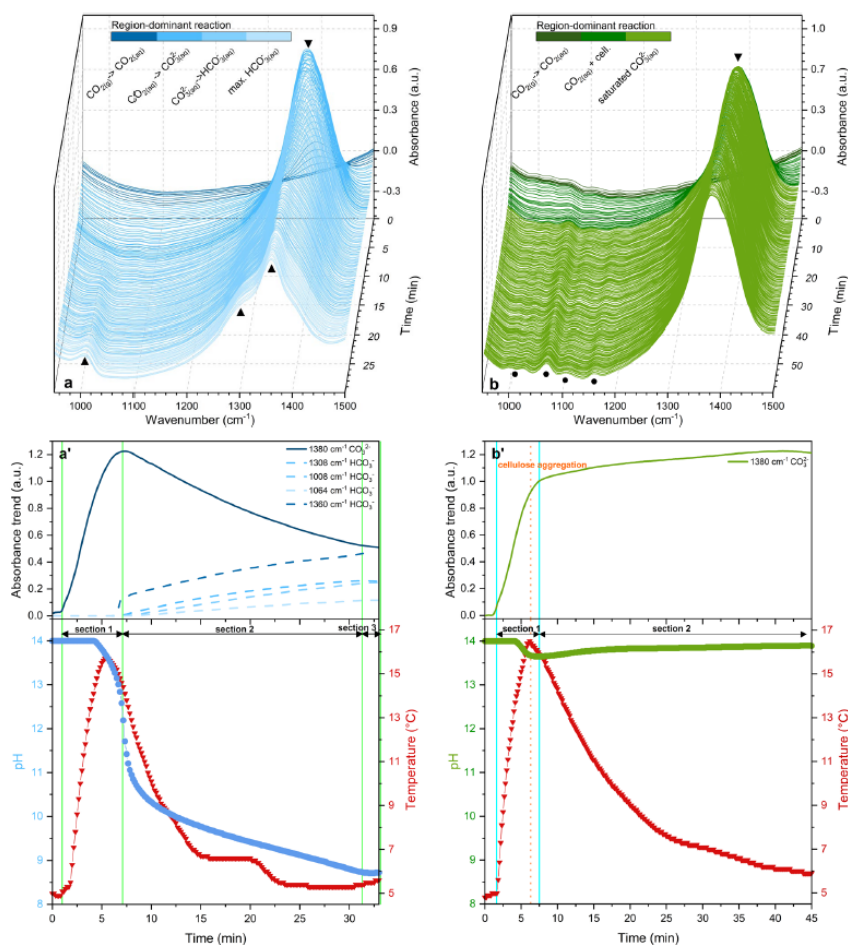 Region-dominant reaction
CO2(g)-> CO2(aq)
CO2(aq)-> CO3(aq)2-
CO3(aq)2-->HCO3(aq)-
max. HCO3(aq)-
0.9
0.7
0.3
0.0
-0.3
Absorbance (a.u.)
0
5
10
15
20
25
Time (min)
a
1000
1100
1200
1300
1400
1500
Wavenumber (cm-1)
Region-dominant reaction
CO2(g)-> CO2(aq)
CO2(aq) + cell.
saturated CO3(aq)2-
1.0
0.7
0.3
0.0
-0.3
Absorbance (a.u.)
0
10
20
30
40
50
Time (min)
b
1000
1100
1200
1300
1400
1500
Wavenumber (cm-1)
a'
1380 cm-1 CO32-
1308 cm-1 HCO3-
1008 cm-1 HCO3-
1064 cm-1 HCO3-
1360 cm-1 HCO3-
1.2
1.0
0.8
0.6
0.4
0.2
0.0
Absorbance trend (a.u.)
section 1
section 2
section 3
14
13
12
11
10
9
8
pH
17
15
13
11
9
7
5
Temperature (°C)
0
5
10
15
20
25
30
Time (min)
b'
cellulose aggregation
1380 cm-1 CO32-
1.2
1.0
0.8
0.6
0.4
0.2
0.0
Absorbance trend (a.u.)
section 1
section 2
14
13
12
11
10
9
8
pH
17
15
13
11
9
7
5
Temperature (°C)
0
5
10
15
20
25
30
35
40
45
Time (min)